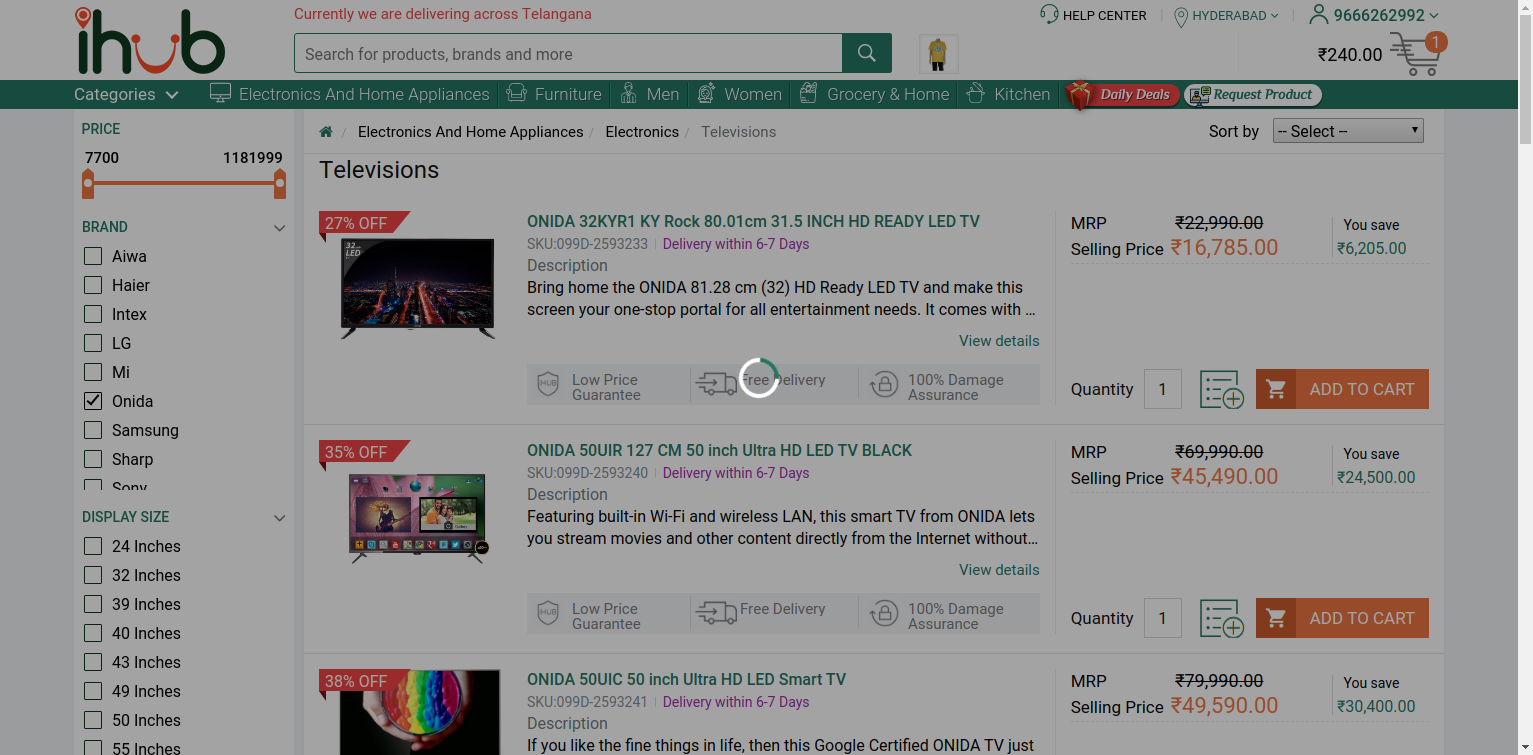 ihub
Currently we are delivering across Telangana
HELP CENTER
HYDERABAD
9666262992
Search for products, brands and more
₹240.00
1
Categories
Electronics And Home Appliances
Furniture
Men
Women
Grocery & Home
Kitchen
Daily Deals
Request Product
PRICE
7700 1181999
BRAND
Aiwa
Haier
Intex
LG
Mi
Onida
Samsung
Sharp
Sony
DISPLAY SIZE
24 Inches
32 Inches
39 Inches
40 Inches
43 Inches
49 Inches
50 Inches
55 Inches
/ Electronics And Home Appliances / Electronics / Televisions
Sort by
-- Select --
Televisions
27% OFF
32 inch
LED
ONIDA 32KYR1 KY Rock 80.01cm 31.5 INCH HD READY LED TV
SKU:099D-2593233
Delivery within 6-7 Days
Description
Bring home the ONIDA 81.28 cm (32) HD Ready LED TV and make this
screen your one-stop portal for all entertainment needs. It comes with ...
View details
IHUB
Low Price
Guarantee
Free Delivery
100% Damage
Assurance
MRP ₹22,990.00
Selling Price ₹16,785.00
You save
₹6,205.00
Quantity 1
ADD TO CART
35% OFF
ONIDA 50UIR 127 CM 50 inch Ultra HD LED TV BLACK
SKU:099D-2593240
Delivery within 6-7 Days
Description
Featuring built-in Wi-Fi and wireless LAN, this smart TV from ONIDA lets
you stream movies and other content directly from the Internet without...
View details
IHUB
Low Price
Guarantee
Free Delivery
100% Damage
Assurance
MRP ₹69,990.00
Selling Price ₹45,490.00
You save
₹24,500.00
Quantity 1
ADD TO CART
38% OFF
ONIDA 50UIC 50 inch Ultra HD LED Smart TV
SKU:099D-2593241
Delivery within 6-7 Days
Description
If you like the fine things in life, then this Google Certified ONIDA TV just
MRP ₹79,990.00
Selling Price ₹49,590.00
You save
₹30,400.00